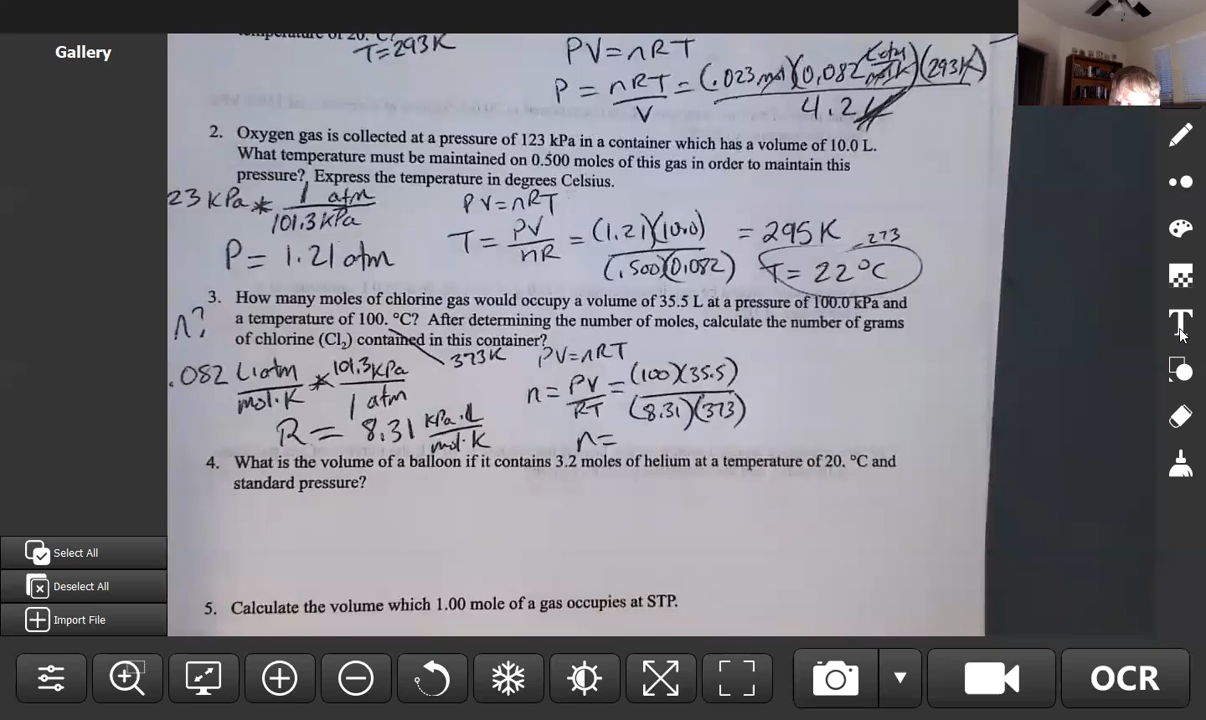 Gallery
temperature of 20. °C?
T=293K
PV=nRT
P = nRT/V = (.023mol)(0.082 L·atm/mol·K)(293K)/4.2L
2. Oxygen gas is collected at a pressure of 123 kPa in a container which has a volume of 10.0 L.
What temperature must be maintained on 0.500 moles of this gas in order to maintain this
pressure? Express the temperature in degrees Celsius.
23 kPa * 1 atm/101.3 kPa
PV=nRT
P = 1.21 atm
T = PV/nR = (1.21)(10.0)/(.500)(0.082) = 295K
-273
T= 22°C
3. How many moles of chlorine gas would occupy a volume of 35.5 L at a pressure of 100.0 kPa and
a temperature of 100. °C? After determining the number of moles, calculate the number of grams
of chlorine (Cl₂) contained in this container?
n?
373K
PV=nRT
.082 L·atm/mol·K * 101.3 kPa/1 atm
n = PV/RT = (100)(35.5)/(8.31)(373)
R = 8.31 kPa·L/mol·K
n=
4. What is the volume of a balloon if it contains 3.2 moles of helium at a temperature of 20. °C and
standard pressure?
5. Calculate the volume which 1.00 mole of a gas occupies at STP.
Select All
Deselect All
Import File
OCR